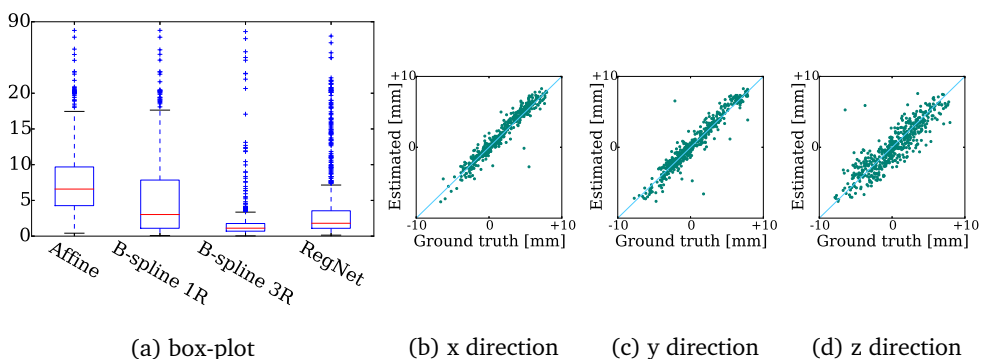 90
20
15
10
5
0
Affine
B-spline 1R
B-spline 3R
RegNet
(a) box-plot
+10
0
-10
Estimated [mm]
0
+10
Ground truth [mm]
(b) x direction
+10
0
-10
Estimated [mm]
0
+10
Ground truth [mm]
(c) y direction
+10
0
-10
Estimated [mm]
0
+10
Ground truth [mm]
(d) z direction